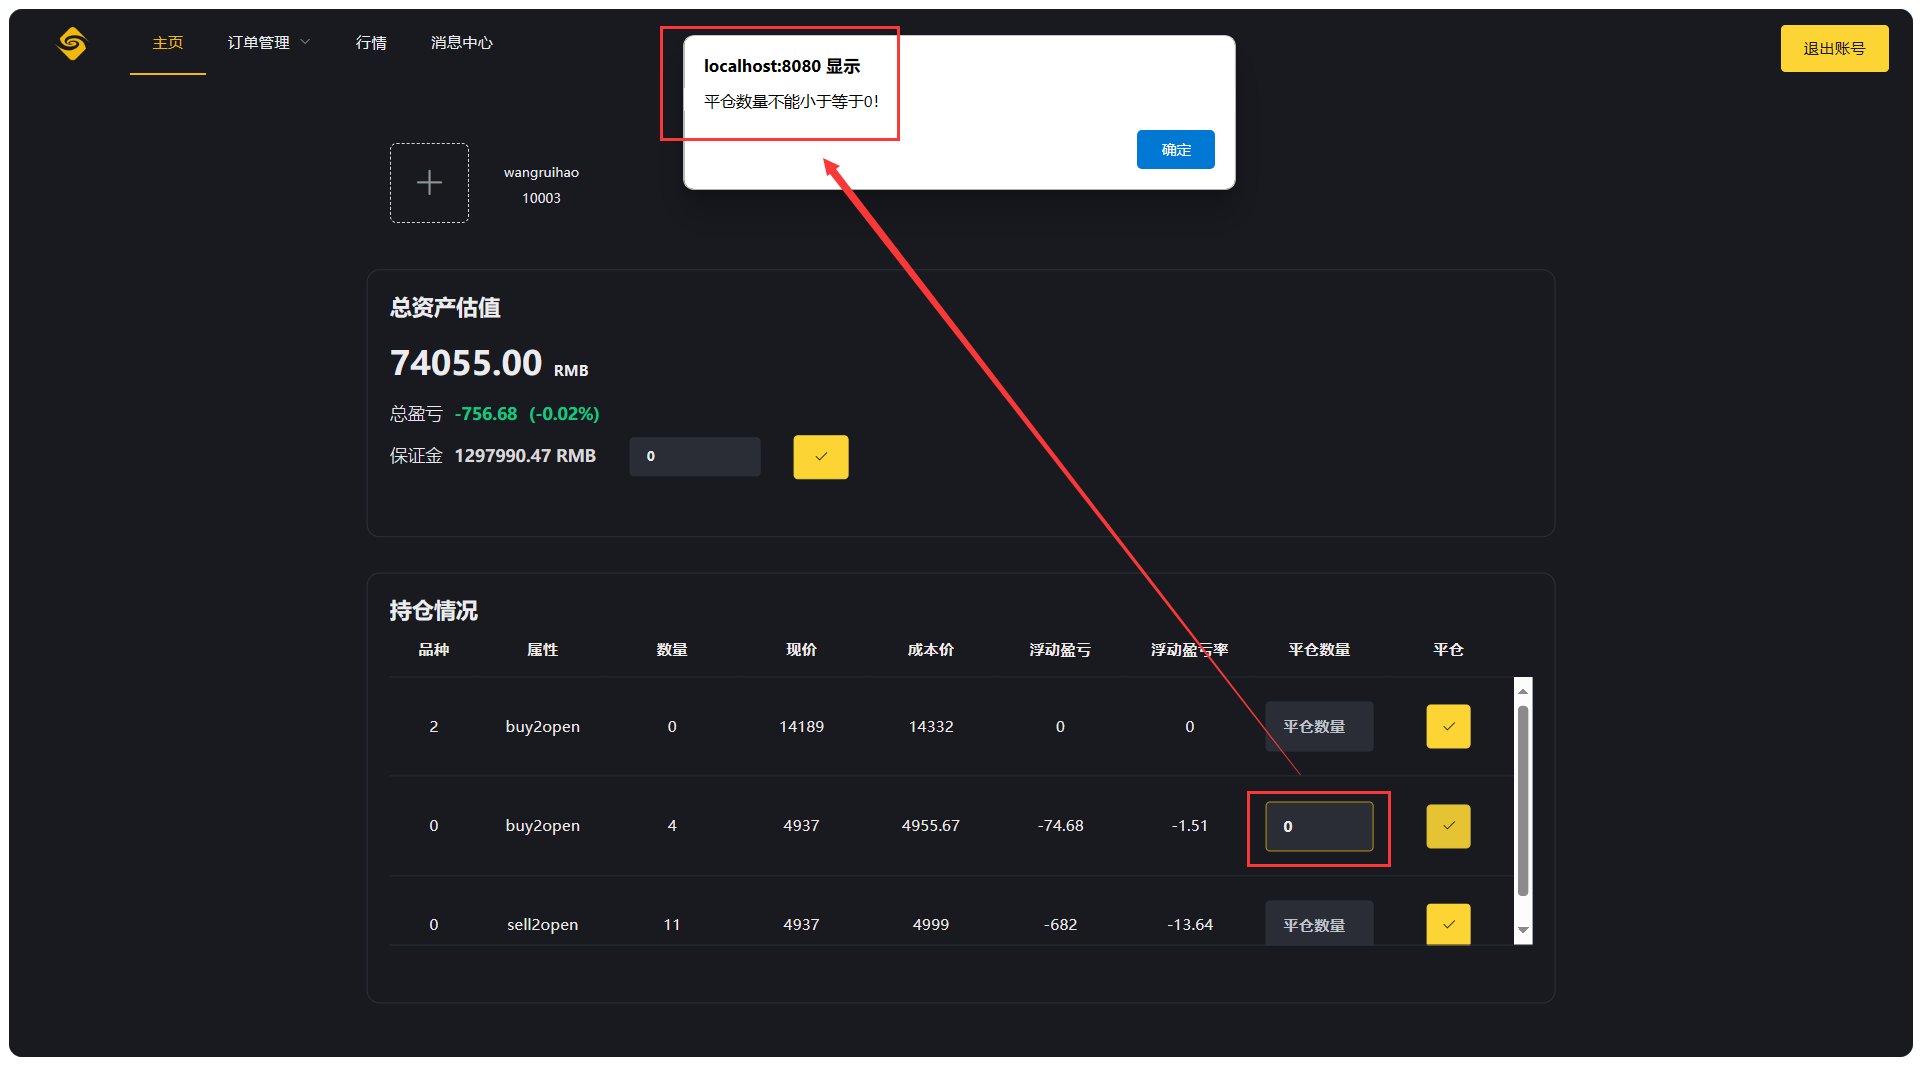 主页 订单管理 行情 消息中心
退出账号
localhost:8080 显示
平仓数量不能小于等于0!
确定
wangruihao
10003
总资产估值
74055.00 RMB
总盈亏 -756.68 (-0.02%)
保证金 1297990.47 RMB 0
持仓情况
品种 属性 数量 现价 成本价 浮动盈亏 浮动盈亏率 平仓数量 平仓
2 buy2open 0 14189 14332 0 0 平仓数量
0 buy2open 4 4937 4955.67 -74.68 -1.51 0
0 sell2open 11 4937 4999 -682 -13.64 平仓数量